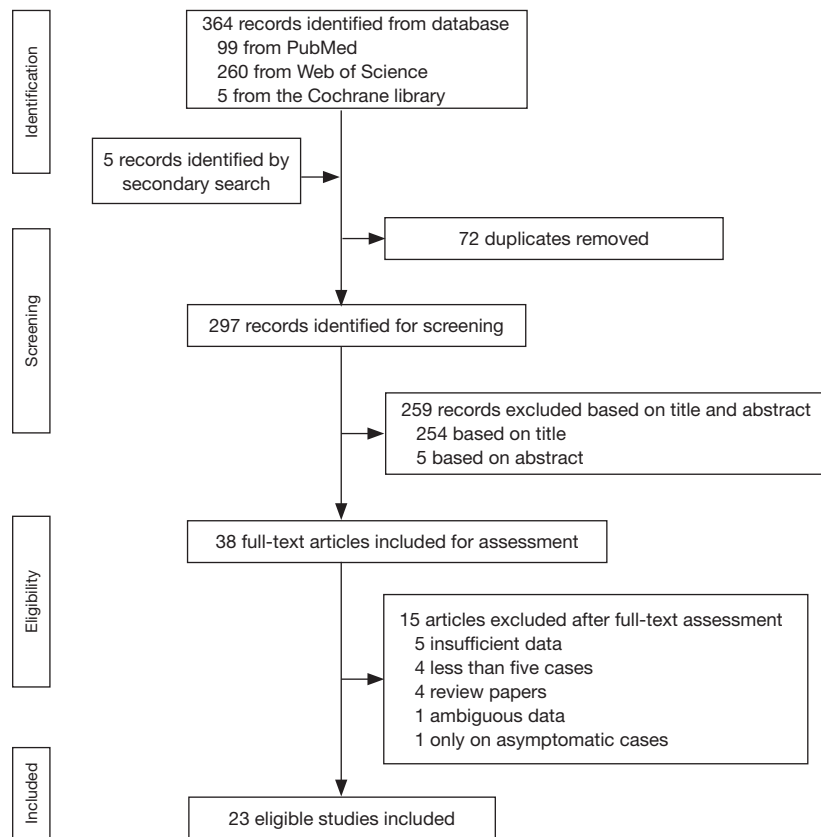 Identification
364 records identified from database
99 from PubMed
260 from Web of Science
5 from the Cochrane library
5 records identified by
secondary search
72 duplicates removed
Screening
297 records identified for screening
259 records excluded based on title and abstract
254 based on title
5 based on abstract
Eligibility
38 full-text articles included for assessment
15 articles excluded after full-text assessment
5 insufficient data
4 less than five cases
4 review papers
1 ambiguous data
1 only on asymptomatic cases
Included
23 eligible studies included